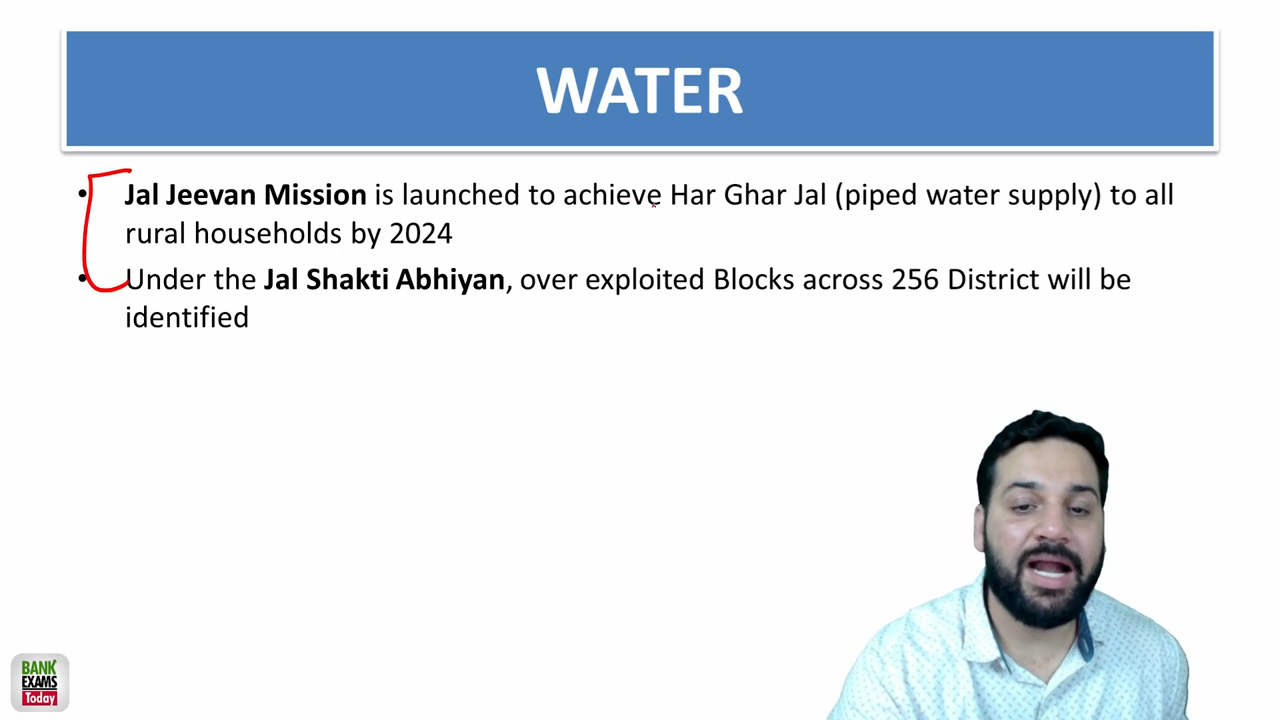 WATER
• Jal Jeevan Mission is launched to achieve Har Ghar Jal (piped water supply) to all
rural households by 2024
• Under the Jal Shakti Abhiyan, over exploited Blocks across 256 District will be
identified
BANK
EXAMS
Today